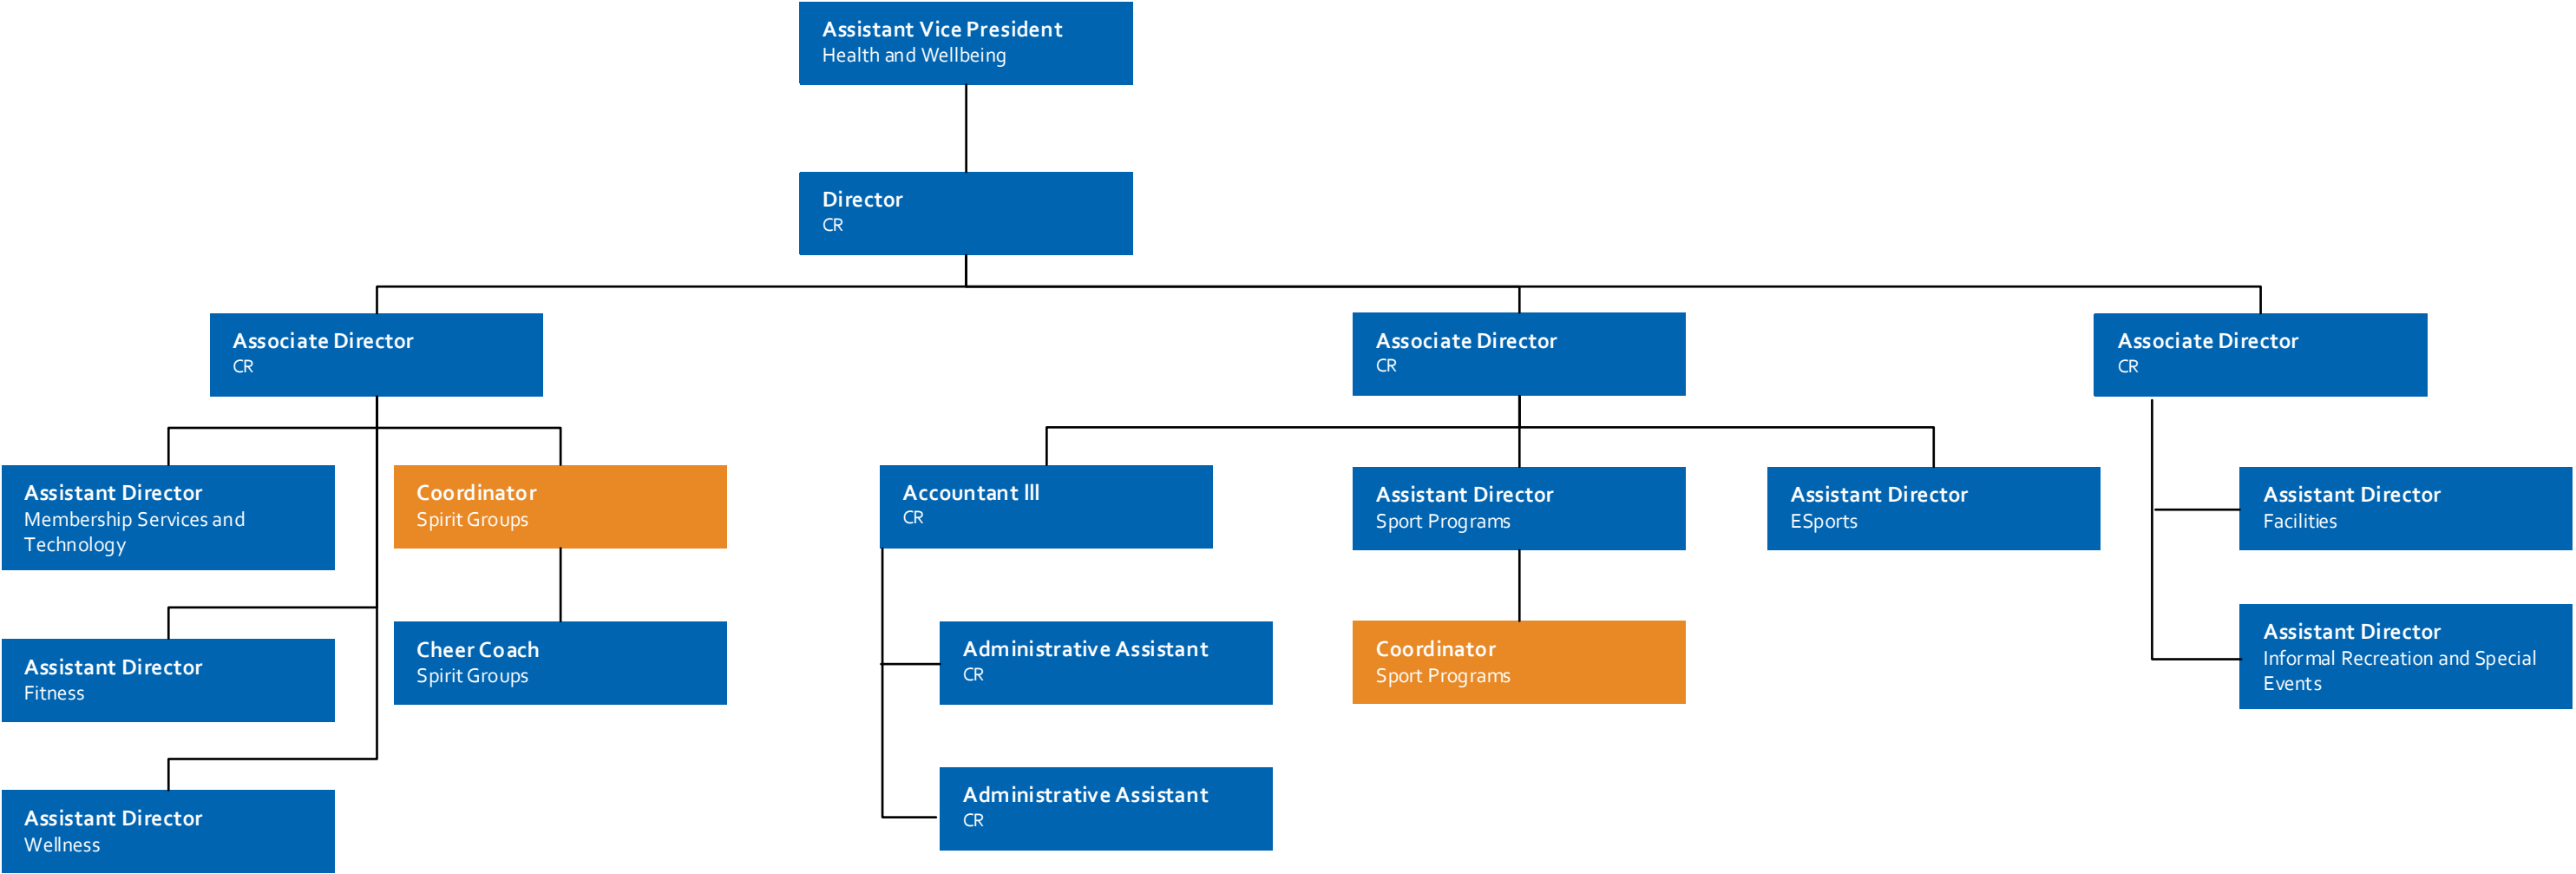 Assistant Vice President
Health and Wellbeing
Director
CR
Associate Director
CR
Associate Director
CR
Associate Director
CR
Assistant Director
Membership Services and
Technology
Coordinator
Spirit Groups
Accountant lll
CR
Assistant Director
Sport Programs
Assistant Director
ESports
Assistant Director
Facilities
Assistant Director
Fitness
Cheer Coach
Spirit Groups
Administrative Assistant
CR
Coordinator
Sport Programs
Assistant Director
Informal Recreation and Special
Events
Assistant Director
Wellness
Administrative Assistant
CR